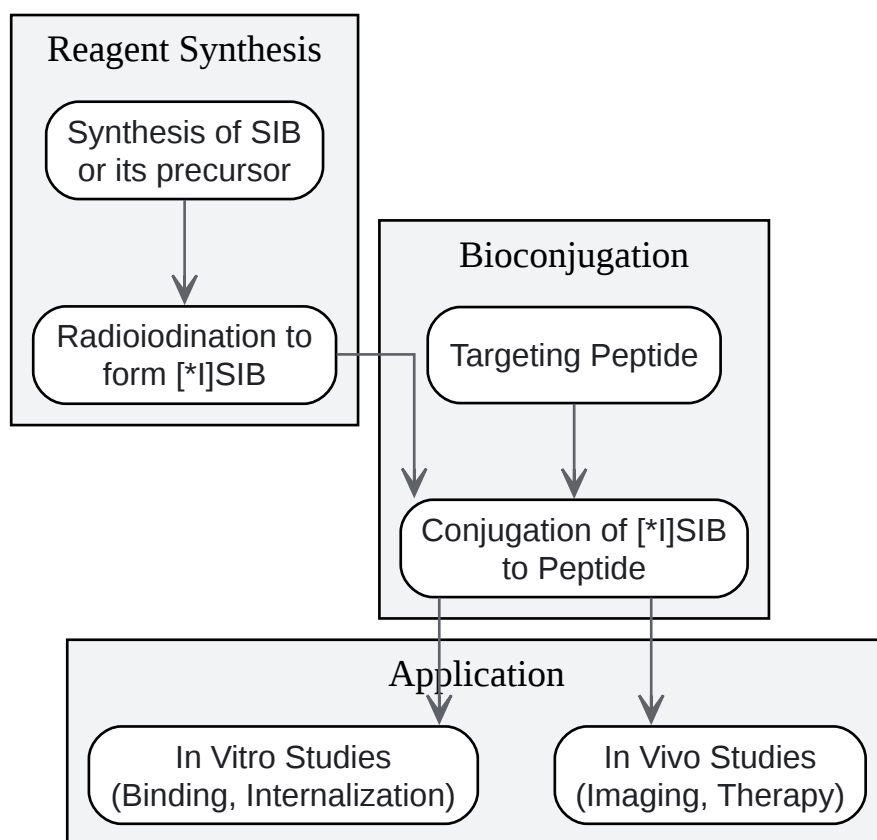 Reagent Synthesis
Synthesis of SIB
or its precursor
Radioiodination to
form [*I]SIB
Bioconjugation
Targeting Peptide
Conjugation of [*I]SIB
to Peptide
Application
In Vitro Studies
(Binding, Internalization)
In Vivo Studies
(Imaging, Therapy)